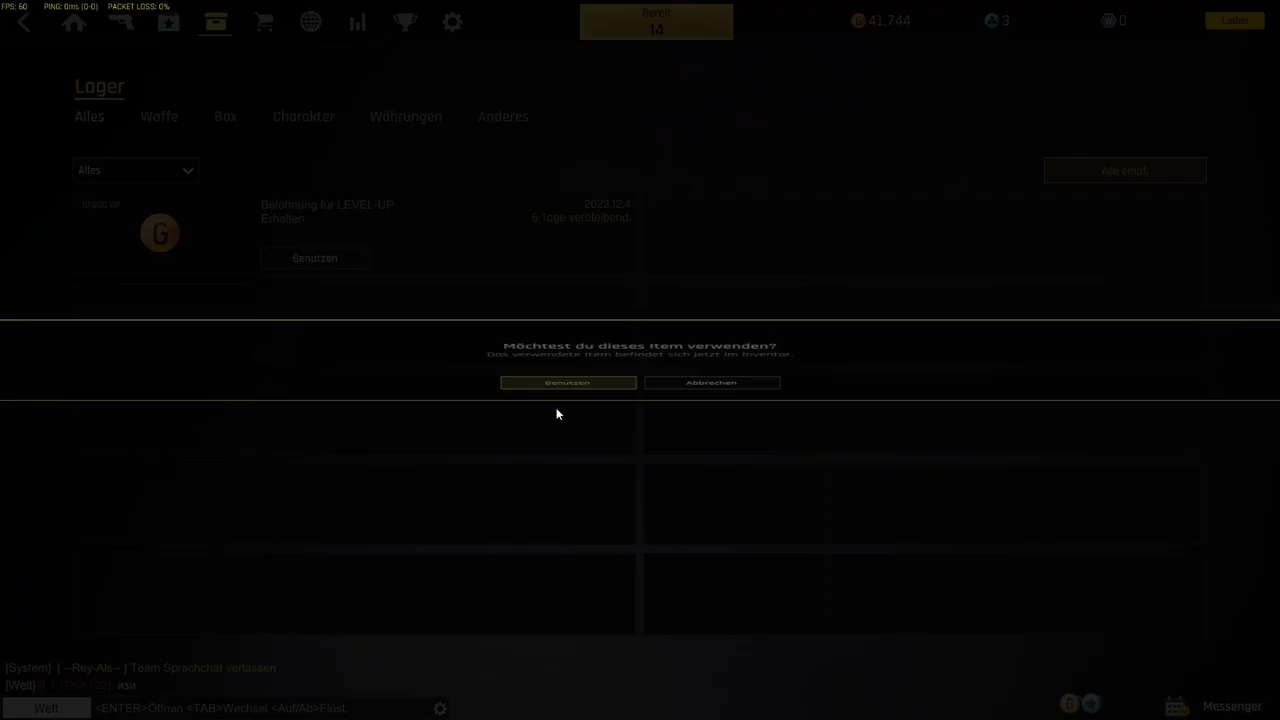 FPS: 60 PING: 0ms (0-0) PACKET LOSS: 0%
Bereit
14
G 41,744
3
W 0
Laden
Lager
Alles Waffe Box Charakter Währungen Anderes
Alles
Alle empf.
10.000 GP
G
Belohnung für LEVEL-UP
Erhalten
2023.12.4
6 Tage verbleibend.
Benutzen
Möchtest du dieses Item verwenden?
Das verwendete Item befindet sich jetzt im Inventar.
Benutzen Abbrechen
[System] [ --Rey-Als-- ] Team Sprachchat verlassen
[Welt] изи
Welt <ENTER>Öffnen <TAB>Wechsel <Auf/Ab>Flüst.
G
Messenger